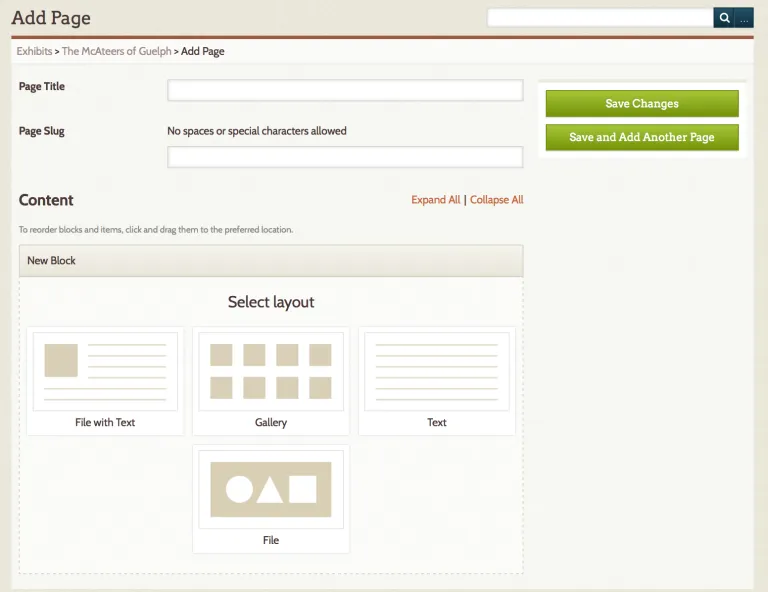 Add Page
...
Exhibits > The McAteers of Guelph > Add Page
Page Title
Save Changes
Page Slug
No spaces or special characters allowed
Save and Add Another Page
Content
Expand All | Collapse All
To reorder blocks and items, click and drag them to the preferred location.
New Block
Select layout
File with Text
Gallery
Text
File